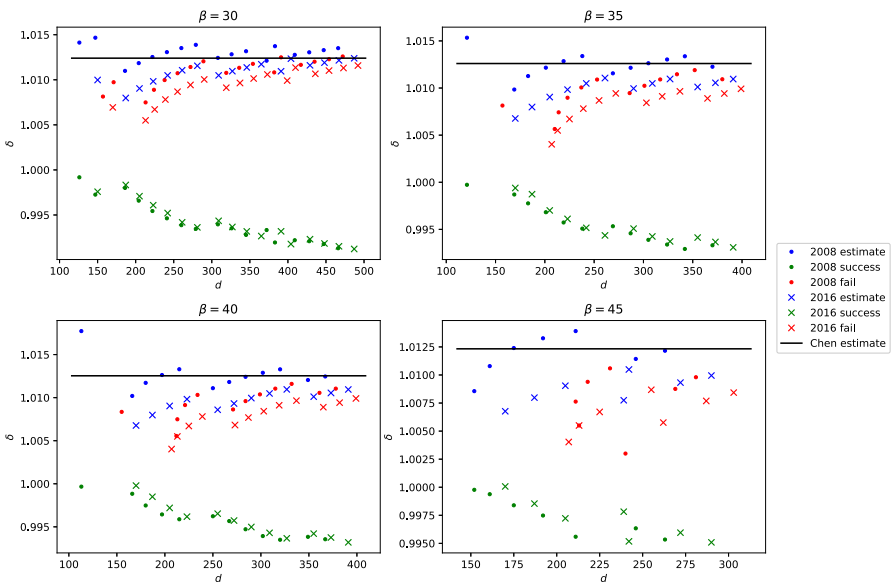 β = 30
1.015
1.010
1.005
1.000
0.995
δ
100 150 200 250 300 350 400 450 500
d
β = 35
1.015
1.010
1.005
1.000
0.995
δ
100 150 200 250 300 350 400
d
2008 estimate
2008 success
2008 fail
2016 estimate
2016 success
2016 fail
Chen estimate
β = 40
1.015
1.010
1.005
1.000
0.995
δ
100 150 200 250 300 350 400
d
β = 45
1.0125
1.0100
1.0075
1.0050
1.0025
1.0000
0.9975
0.9950
δ
150 175 200 225 250 275 300
d